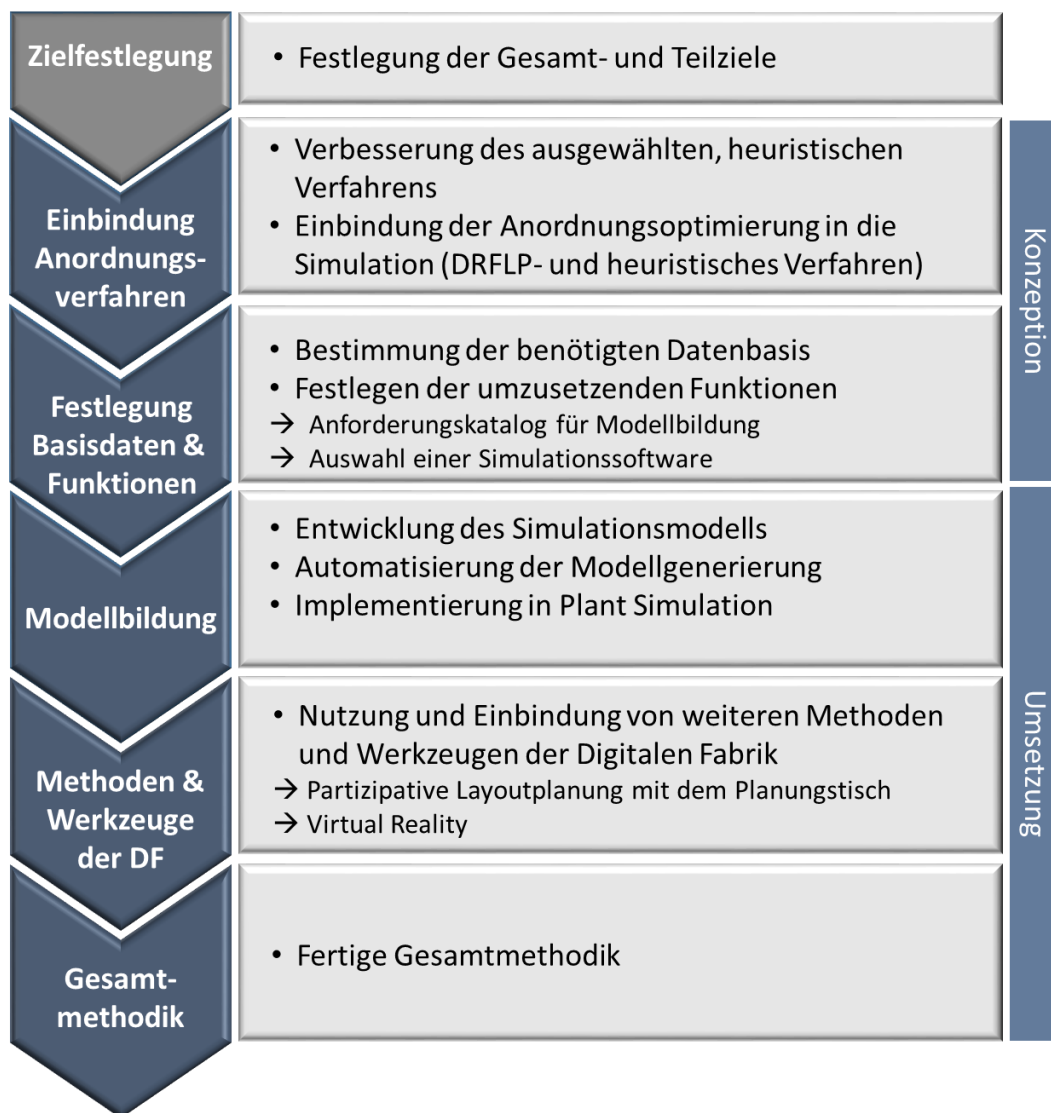 Zielfestlegung
• Festlegung der Gesamt- und Teilziele
Einbindung
Anordnungs-
verfahren
• Verbesserung des ausgewählten, heuristischen
Verfahrens
• Einbindung der Anordnungsoptimierung in die
Simulation (DRFLP- und heuristisches Verfahren)
Konzeption
Festlegung
Basisdaten &
Funktionen
• Bestimmung der benötigten Datenbasis
• Festlegen der umzusetzenden Funktionen
→ Anforderungskatalog für Modellbildung
→ Auswahl einer Simulationssoftware
Modellbildung
• Entwicklung des Simulationsmodells
• Automatisierung der Modellgenerierung
• Implementierung in Plant Simulation
Umsetzung
Methoden &
Werkzeuge
der DF
• Nutzung und Einbindung von weiteren Methoden
und Werkzeugen der Digitalen Fabrik
→ Partizipative Layoutplanung mit dem Planungstisch
→ Virtual Reality
Gesamt-
methodik
• Fertige Gesamtmethodik